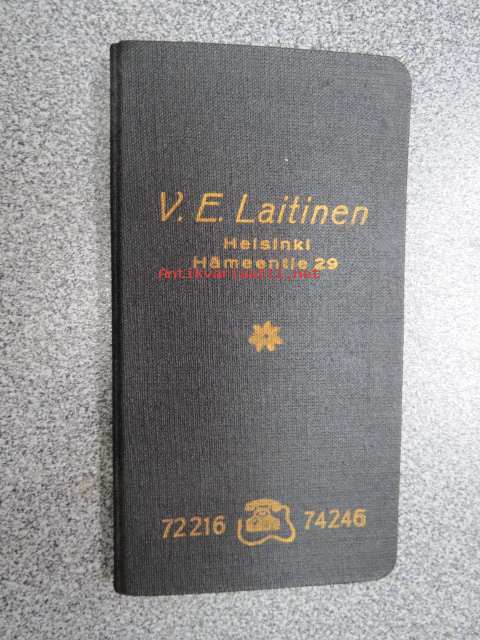 V. E. Laitinen
Helsinki
Hämeentie 29
Antikvariaatti.net
72216 74246